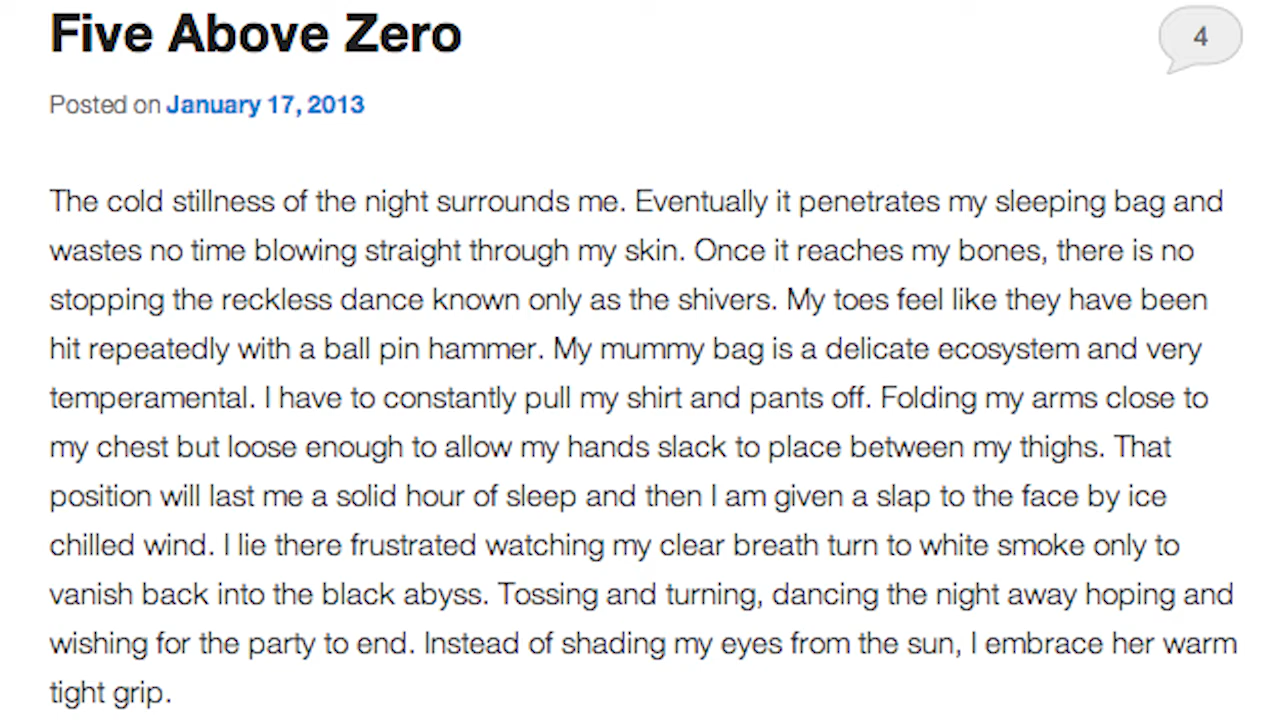 Five Above Zero
4
Posted on January 17, 2013
The cold stillness of the night surrounds me. Eventually it penetrates my sleeping bag and
wastes no time blowing straight through my skin. Once it reaches my bones, there is no
stopping the reckless dance known only as the shivers. My toes feel like they have been
hit repeatedly with a ball pin hammer. My mummy bag is a delicate ecosystem and very
temperamental. I have to constantly pull my shirt and pants off. Folding my arms close to
my chest but loose enough to allow my hands slack to place between my thighs. That
position will last me a solid hour of sleep and then I am given a slap to the face by ice
chilled wind. I lie there frustrated watching my clear breath turn to white smoke only to
vanish back into the black abyss. Tossing and turning, dancing the night away hoping and
wishing for the party to end. Instead of shading my eyes from the sun, I embrace her warm
tight grip.